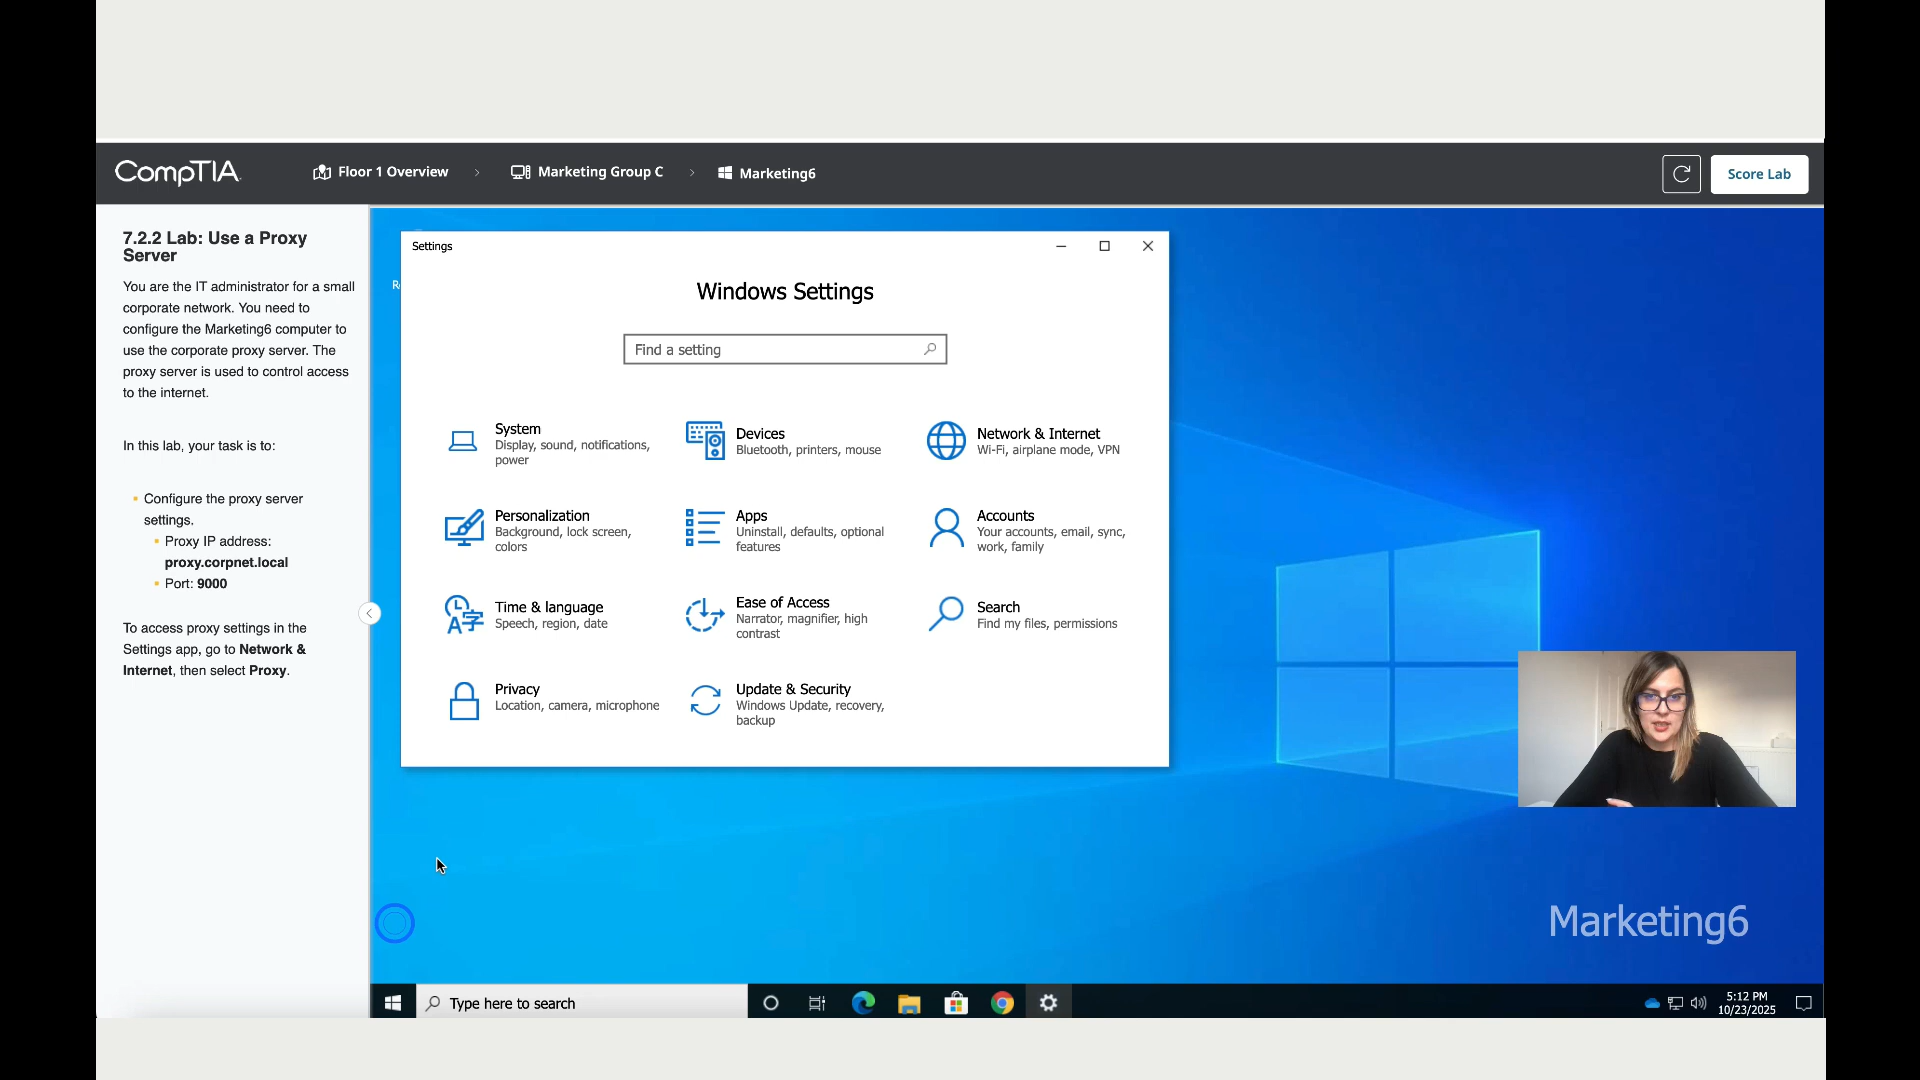 CompTIA.
Floor 1 Overview
Marketing Group C
Marketing6
Score Lab
7.2.2 Lab: Use a Proxy
Server
You are the IT administrator for a small
corporate network. You need to
configure the Marketing6 computer to
use the corporate proxy server. The
proxy server is used to control access
to the internet.
In this lab, your task is to:
Configure the proxy server
settings.
Proxy IP address:
proxy.corpnet.local
Port: 9000
To access proxy settings in the
Settings app, go to Network &
Internet, then select Proxy.
Settings
Windows Settings
Find a setting
System
Display, sound, notifications,
power
Devices
Bluetooth, printers, mouse
Network & Internet
Wi-Fi, airplane mode, VPN
Personalization
Background, lock screen,
colors
Apps
Uninstall, defaults, optional
features
Accounts
Your accounts, email, sync,
work, family
Time & language
Speech, region, date
Ease of Access
Narrator, magnifier, high
contrast
Search
Find my files, permissions
Privacy
Location, camera, microphone
Update & Security
Windows Update, recovery,
backup
Marketing6
Type here to search
5:12 PM
10/23/2025